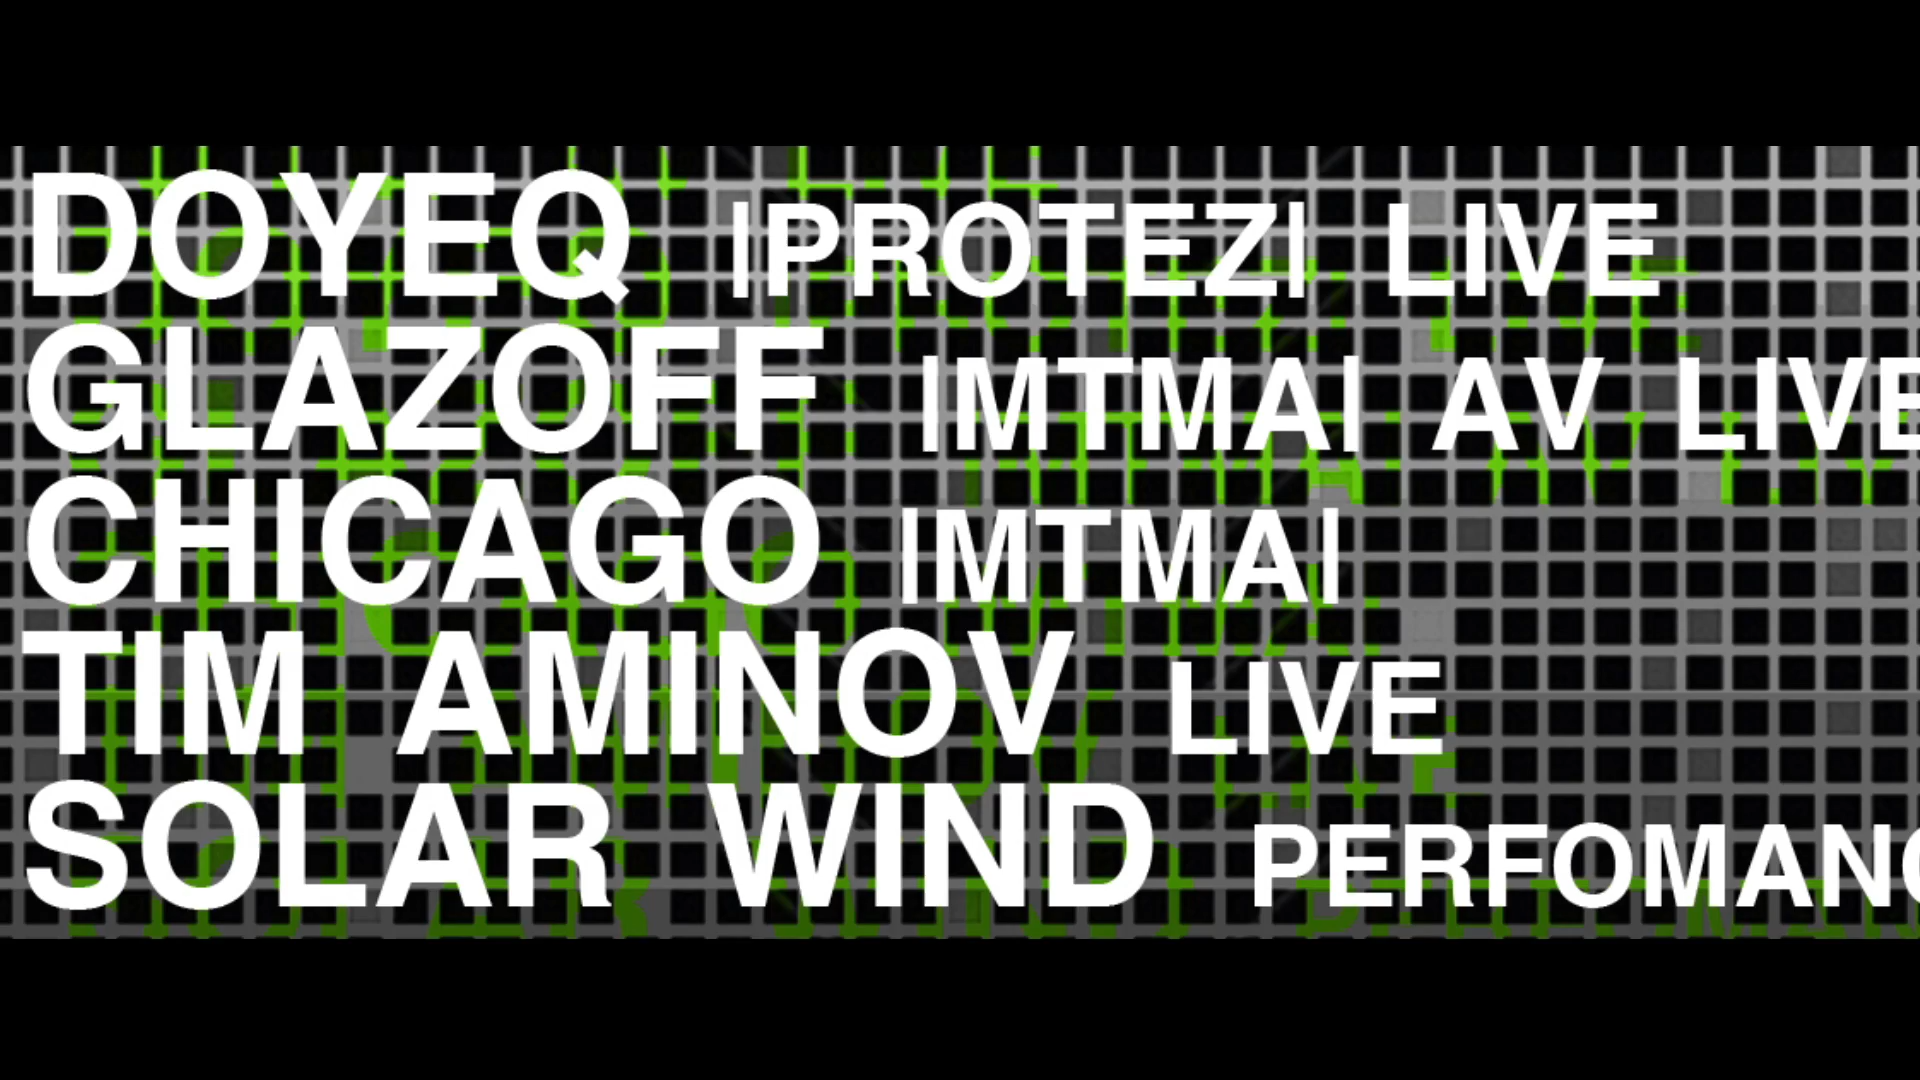 DOYEQ |PROTEZ| LIVE
GLAZOFF |MTMA| AV LIVE
CHICAGO |MTMA|
TIM AMINOV LIVE
SOLAR WIND PERFOMANC